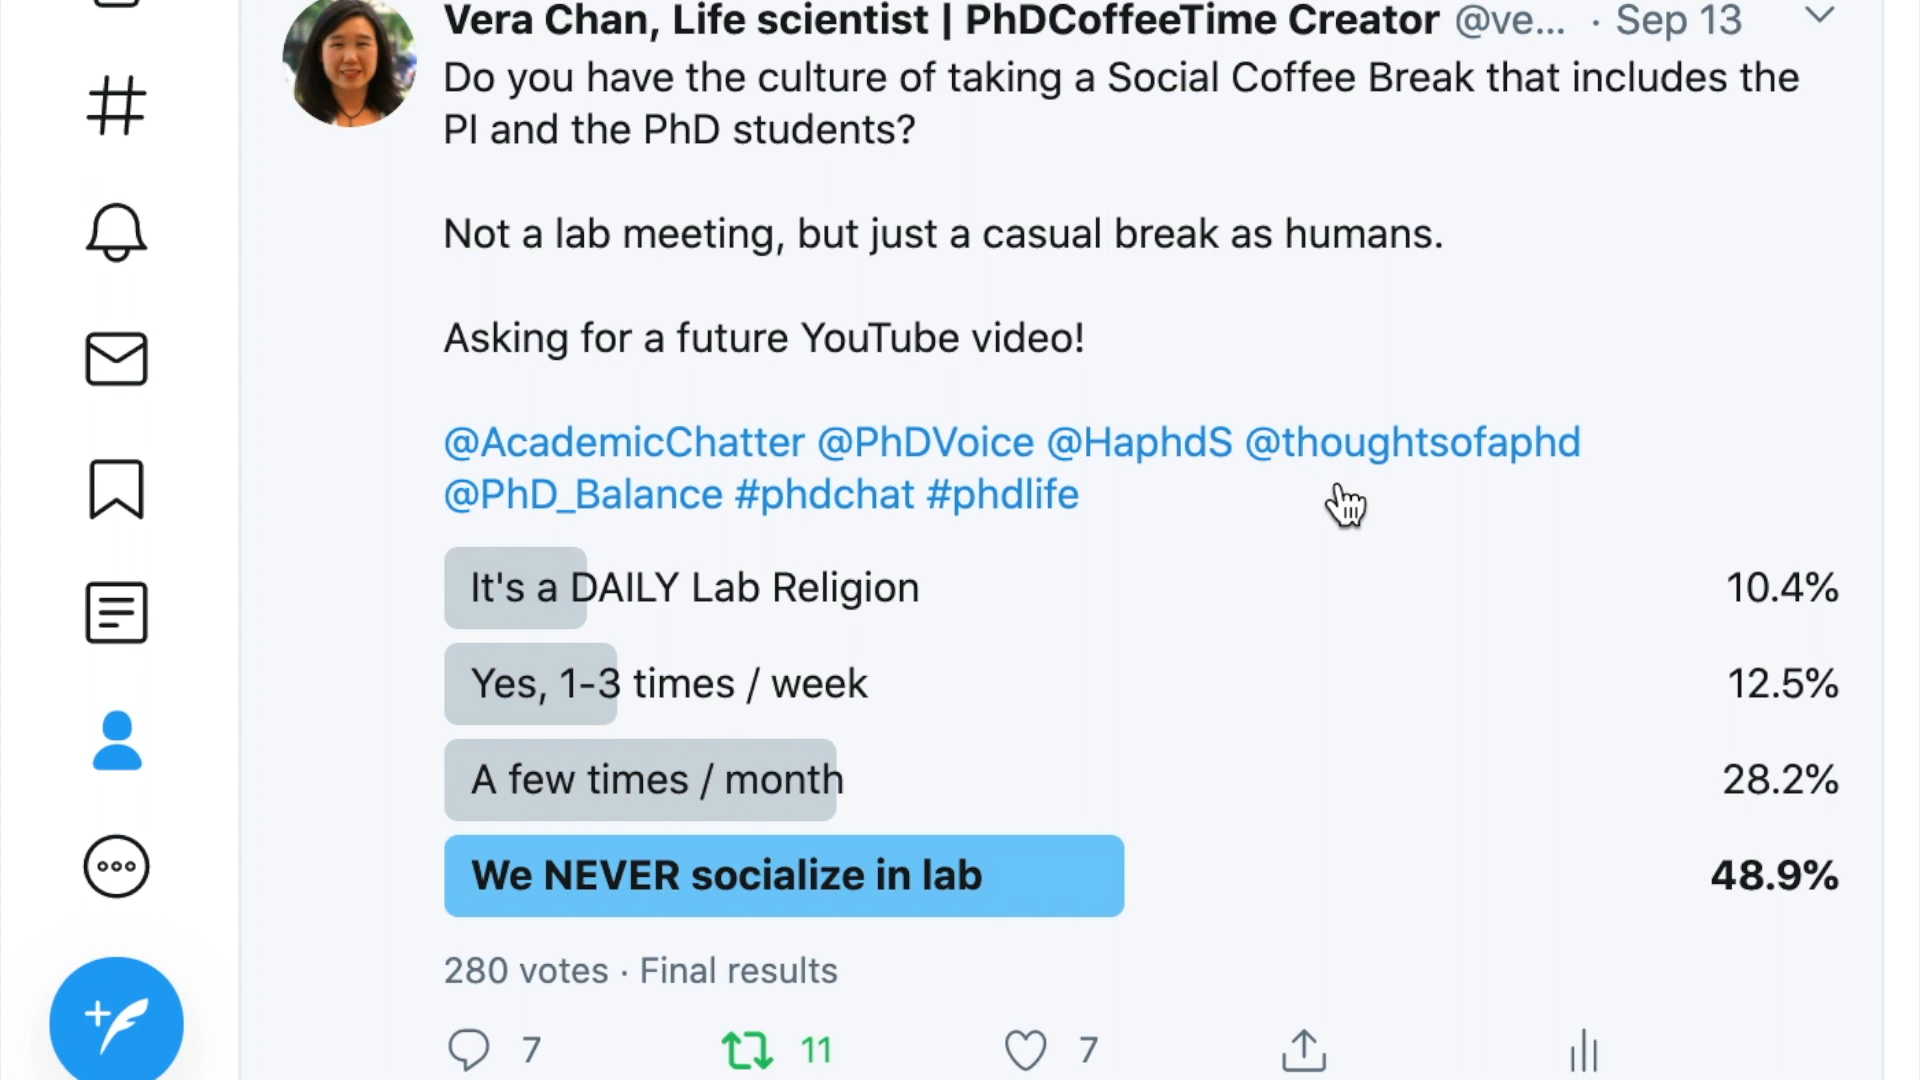 Vera Chan, Life scientist | PhDCoffeeTime Creator @ve... · Sep 13
Do you have the culture of taking a Social Coffee Break that includes the
PI and the PhD students?
Not a lab meeting, but just a casual break as humans.
Asking for a future YouTube video!
@AcademicChatter @PhDVoice @HaphdS @thoughtsofaphd
@PhD_Balance #phdchat #phdlife
It's a DAILY Lab Religion 10.4%
Yes, 1-3 times / week 12.5%
A few times / month 28.2%
We NEVER socialize in lab 48.9%
280 votes · Final results
7 11 7